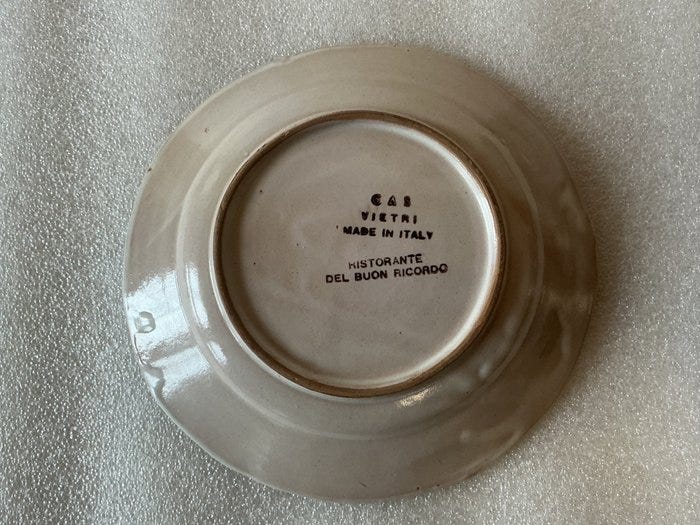 CAS
VIETRI
MADE IN ITALY
RISTORANTE
DEL BUON RICORDO